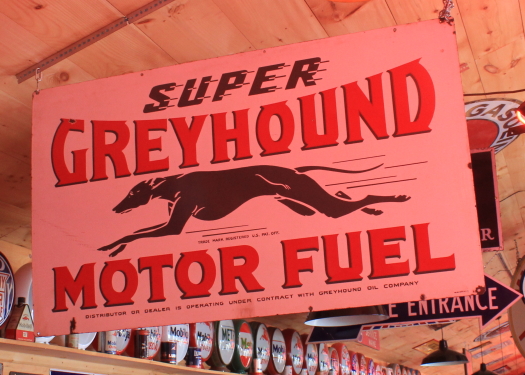 SUPER
GREYHOUND
TRADE MARK REGISTERED U.S. PAT. OFF.
MOTOR FUEL
DISTRIBUTOR OR DEALER IS OPERATING UNDER CONTRACT WITH GREYHOUND OIL COMPANY
ENTRANCE